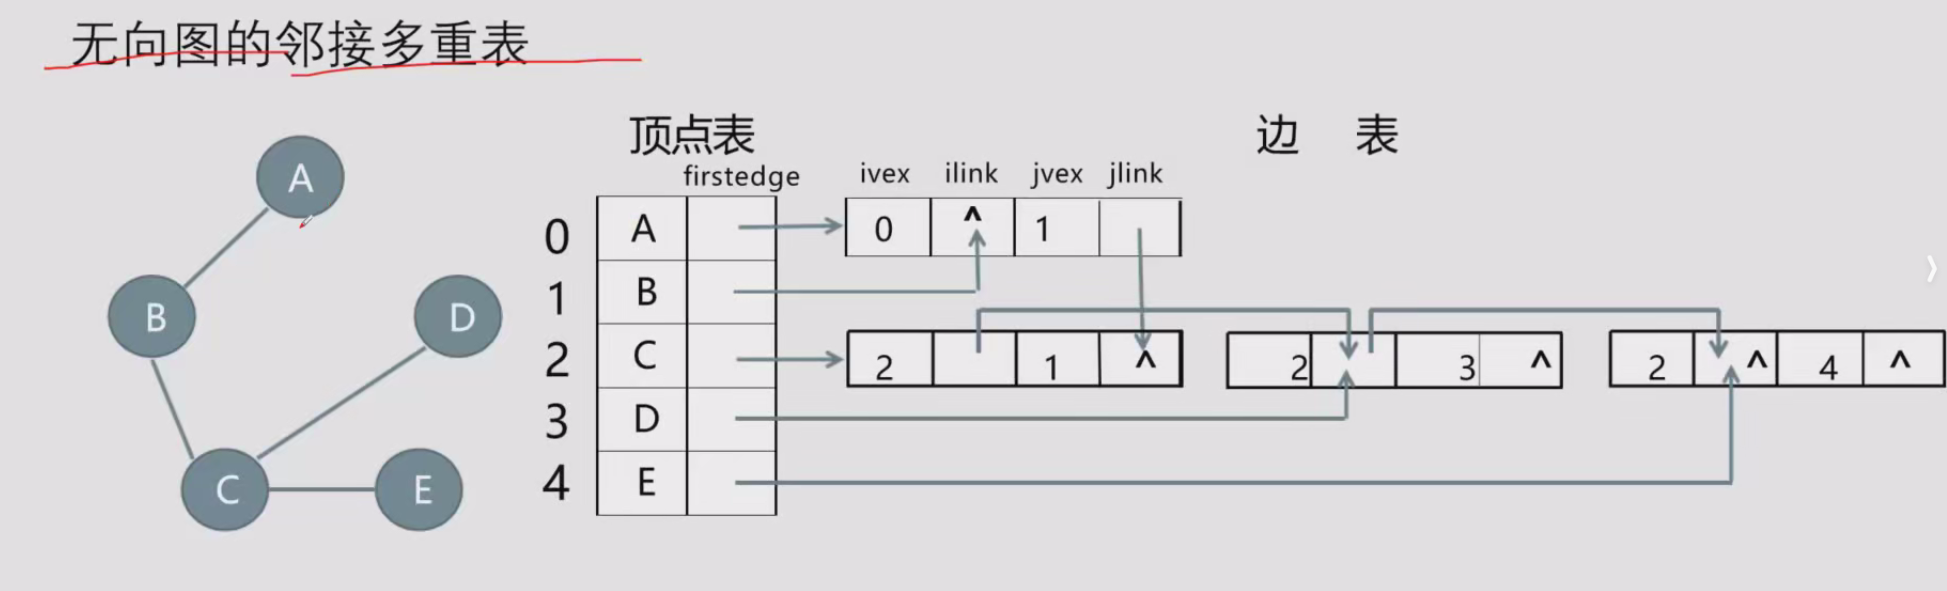 无向图的邻接多重表
顶点表 边 表
firstedge ivex ilink jvex jlink
A
B
D
C
E
0 A 0 ^ 1
1 B
2 C 2 1 ^ 2 3 ^ 2 ^ 4 ^
3 D
4 E